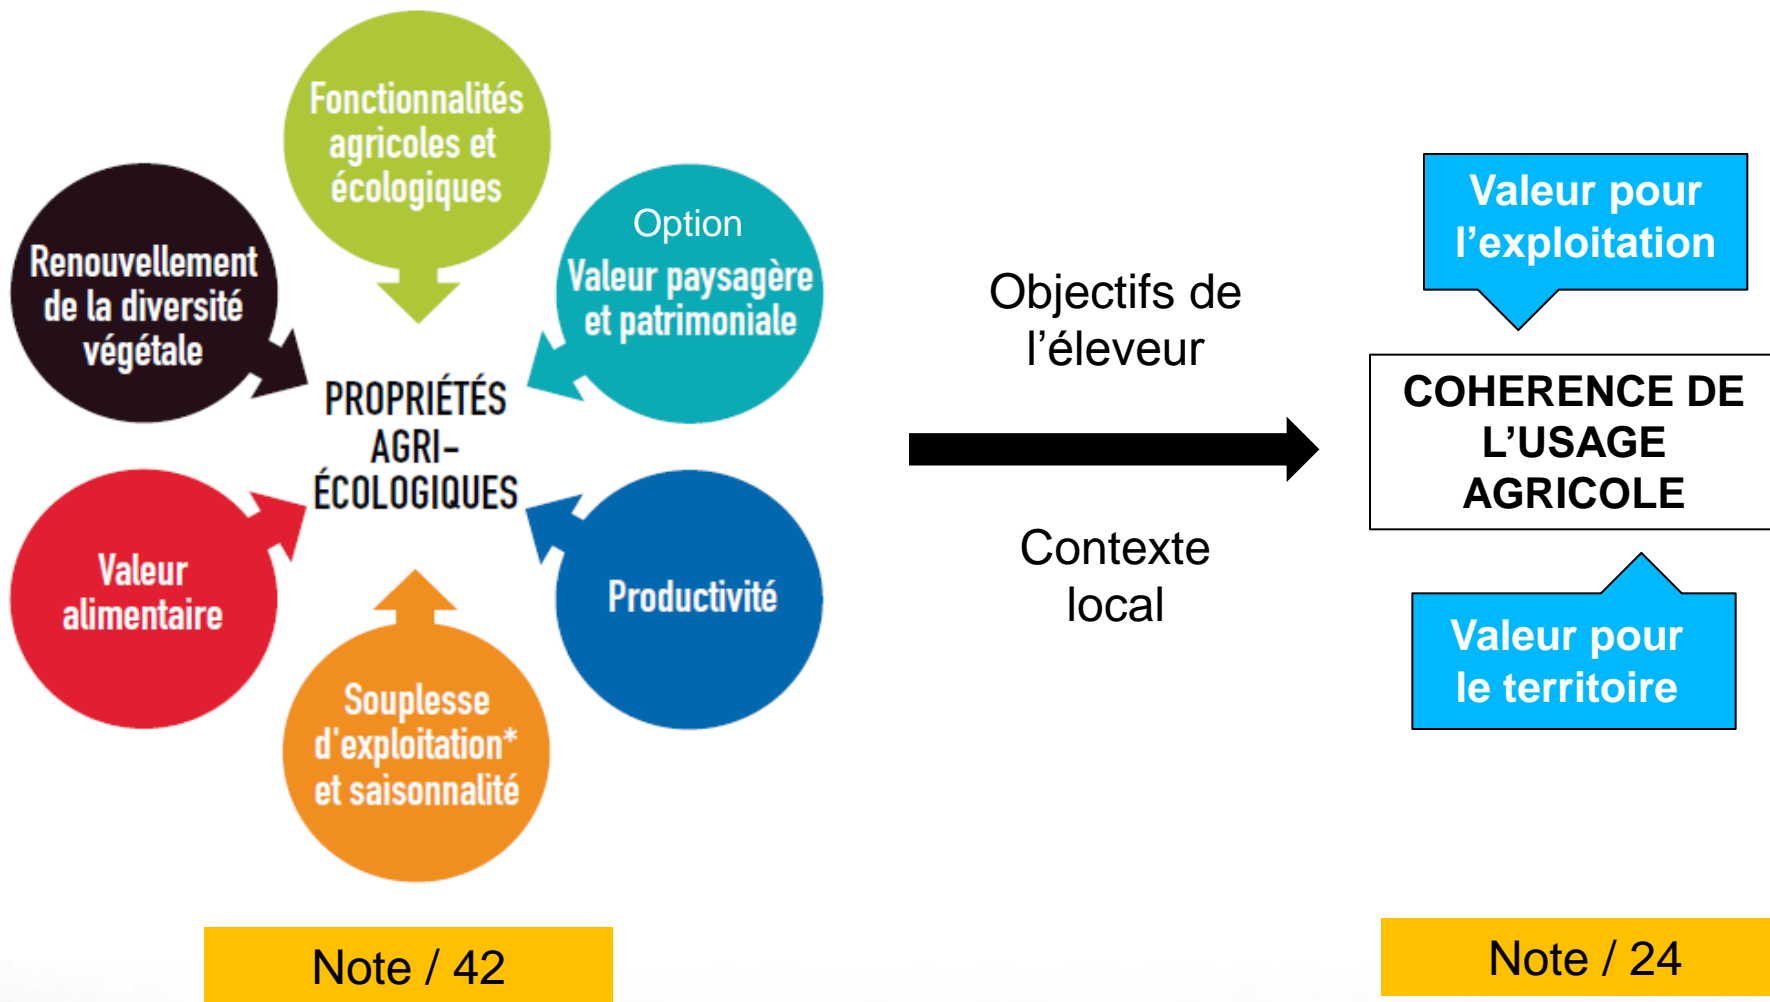 Fonctionnalités
agricoles et
écologiques
Renouvellement
de la diversité
végétale
Option
Valeur paysagère
et patrimoniale
PROPRIÉTÉS
AGRI-
ÉCOLOGIQUES
Valeur
alimentaire
Productivité
Souplesse
d'exploitation*
et saisonnalité
Note / 42
Objectifs de
l’éleveur
Contexte
local
Valeur pour
l’exploitation
COHERENCE DE
L’USAGE
AGRICOLE
Valeur pour
le territoire
Note / 24